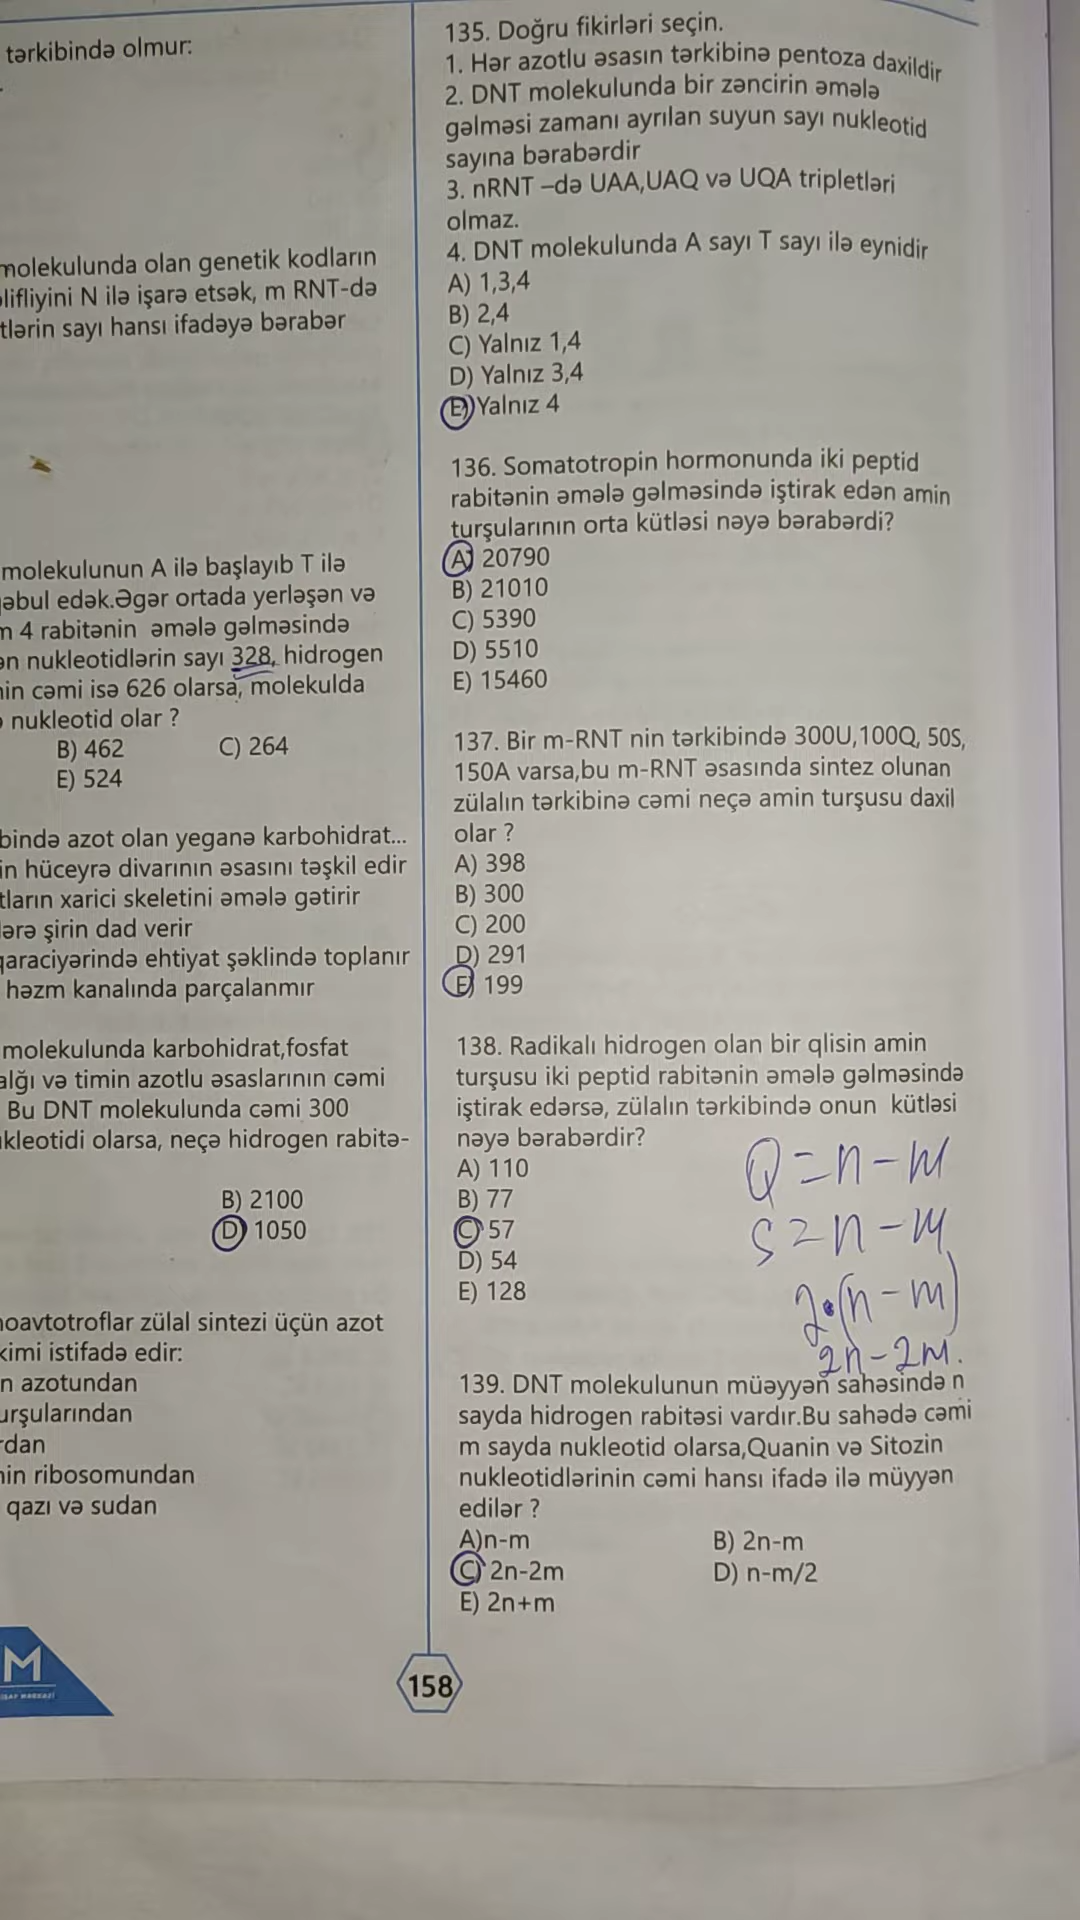 tərkibində olmur:
molekulunda olan genetik kodların
lifliyini N ilə işarə etsək, m RNT-də
tlərin sayı hansı ifadəyə bərabər
molekulunun A ilə başlayıb T ilə
qəbul edək.Əgər ortada yerləşən və
n 4 rabitənin əmələ gəlməsində
ən nukleotidlərin sayı 328, hidrogen
nin cəmi isə 626 olarsa, molekulda
nukleotid olar ?
B) 462 C) 264
E) 524
bində azot olan yeganə karbohidrat...
in hüceyrə divarının əsasını təşkil edir
tların xarici skeletini əmələ gətirir
lərə şirin dad verir
qaraciyərində ehtiyat şəklində toplanır
həzm kanalında parçalanmır
molekulunda karbohidrat,fosfat
alğı və timin azotlu əsaslarının cəmi
Bu DNT molekulunda cəmi 300
ukleotidi olarsa, neçə hidrogen rabitə-
B) 2100
D) 1050
noavtotroflar zülal sintezi üçün azot
kimi istifadə edir:
n azotundan
urşularından
rdan
nin ribosomundan
qazı və sudan
M
135. Doğru fikirləri seçin.
1. Hər azotlu əsasın tərkibinə pentoza daxildir
2. DNT molekulunda bir zəncirin əmələ
gəlməsi zamanı ayrılan suyun sayı nukleotid
sayına bərabərdir
3. nRNT –də UAA,UAQ və UQA tripletləri
olmaz.
4. DNT molekulunda A sayı T sayı ilə eynidir
A) 1,3,4
B) 2,4
C) Yalnız 1,4
D) Yalnız 3,4
E) Yalnız 4
136. Somatotropin hormonunda iki peptid
rabitənin əmələ gəlməsində iştirak edən amin
turşularının orta kütləsi nəyə bərabərdi?
A) 20790
B) 21010
C) 5390
D) 5510
E) 15460
137. Bir m-RNT nin tərkibində 300U,100Q, 50S,
150A varsa,bu m-RNT əsasında sintez olunan
zülalın tərkibinə cəmi neçə amin turşusu daxil
olar ?
A) 398
B) 300
C) 200
D) 291
E) 199
138. Radikalı hidrogen olan bir qlisin amin
turşusu iki peptid rabitənin əmələ gəlməsində
iştirak edərsə, zülalın tərkibində onun kütləsi
nəyə bərabərdir?
A) 110
B) 77
C) 57
D) 54
E) 128
Q=n-m
S=n-m
2•(n-m)
2n-2m.
139. DNT molekulunun müəyyən sahəsində n
sayda hidrogen rabitəsi vardır.Bu sahədə cəmi
m sayda nukleotid olarsa,Quanin və Sitozin
nukleotidlərinin cəmi hansı ifadə ilə müyyən
edilər ?
A)n-m B) 2n-m
C) 2n-2m D) n-m/2
E) 2n+m
158